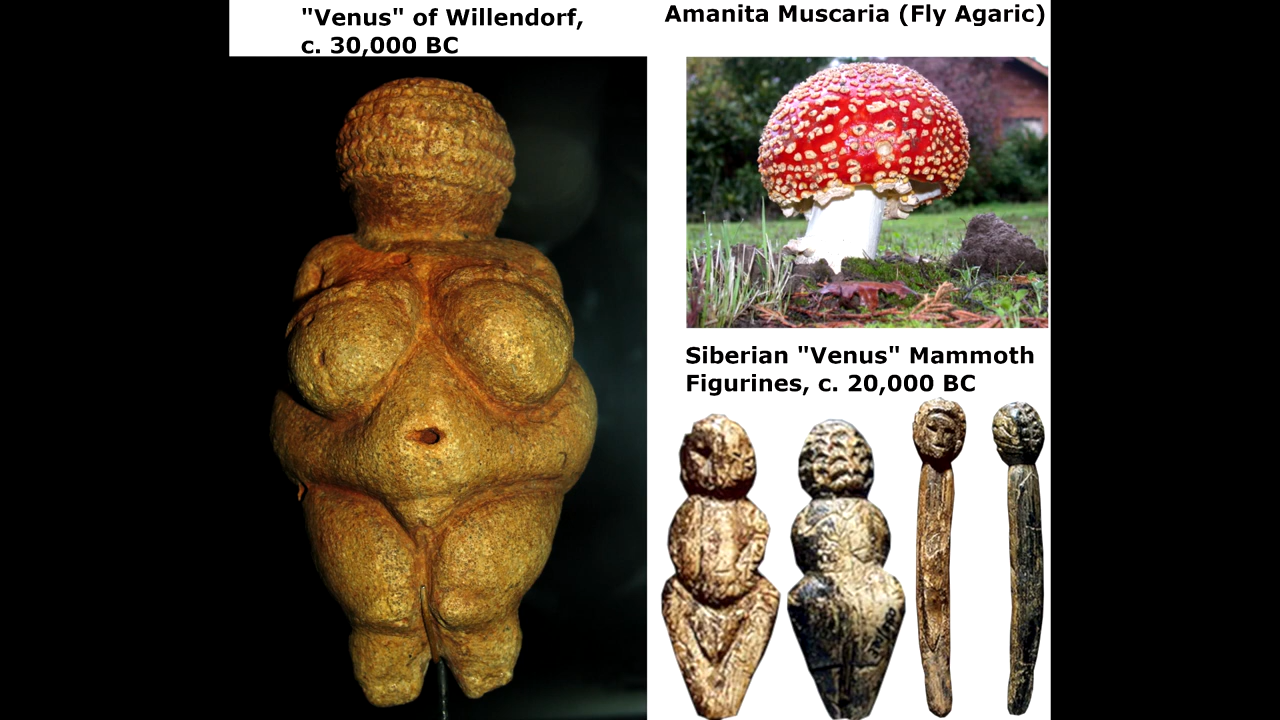 "Venus" of Willendorf,
c. 30,000 BC
Amanita Muscaria (Fly Agaric)
Siberian "Venus" Mammoth
Figurines, c. 20,000 BC